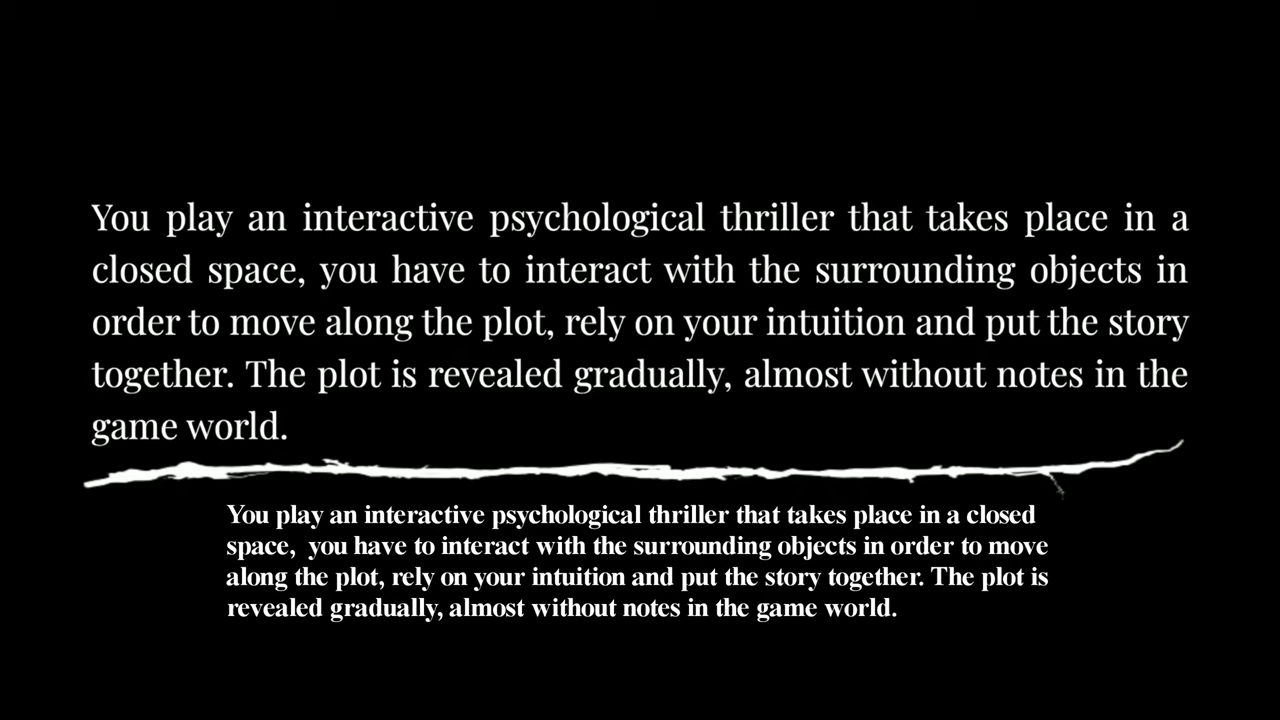 You play an interactive psychological thriller that takes place in a
closed space, you have to interact with the surrounding objects in
order to move along the plot, rely on your intuition and put the story
together. The plot is revealed gradually, almost without notes in the
game world.
You play an interactive psychological thriller that takes place in a closed
space,  you have to interact with the surrounding objects in order to move
along the plot, rely on your intuition and put the story together. The plot is
revealed gradually, almost without notes in the game world.